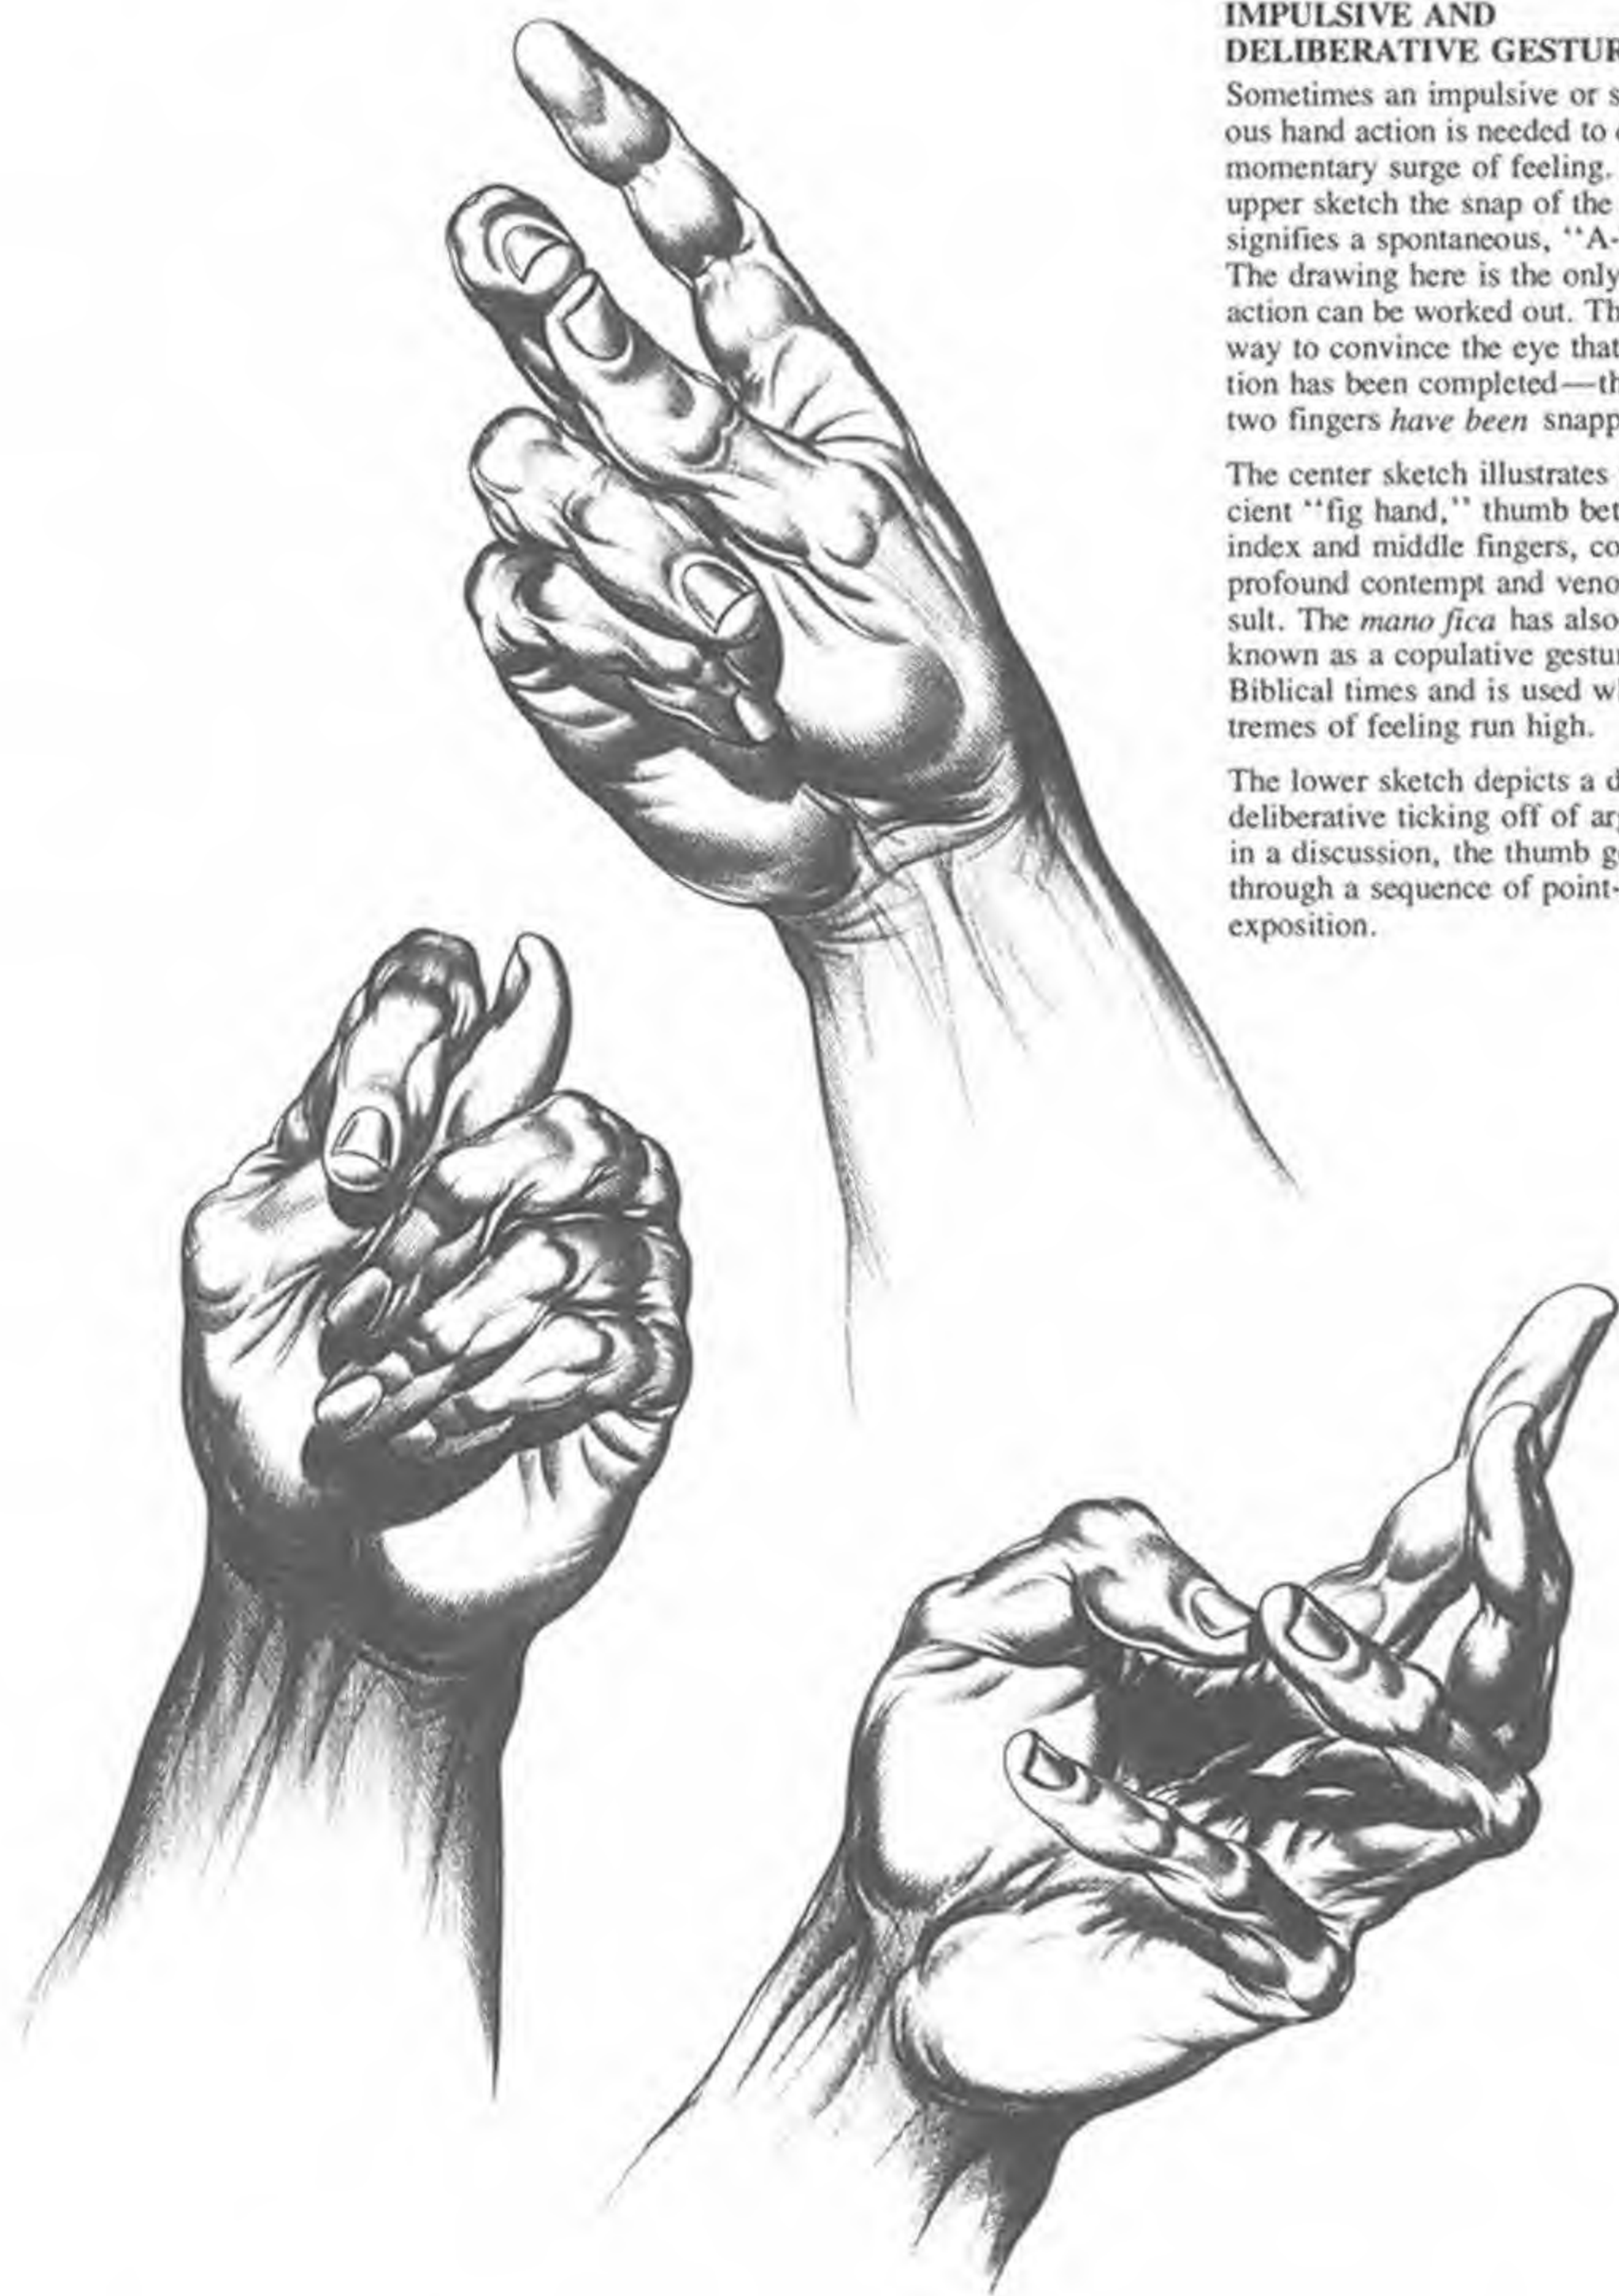 IMPULSIVE AND
DELIBERATIVE GESTUR
Sometimes an impulsive or s
ous hand action is needed to
momentary surge of feeling.
upper sketch the snap of the
signifies a spontaneous, “A-
The drawing here is the only
action can be worked out. Th
way to convince the eye that
tion has been completed—th
two fingers have been snapp
The center sketch illustrates
cient “fig hand,” thumb bet
index and middle fingers, co
profound contempt and veno
sult. The mano fica has also
known as a copulative gestu
Biblical times and is used w
tremes of feeling run high.
The lower sketch depicts a d
deliberative ticking off of ar
in a discussion, the thumb g
through a sequence of point-
exposition.